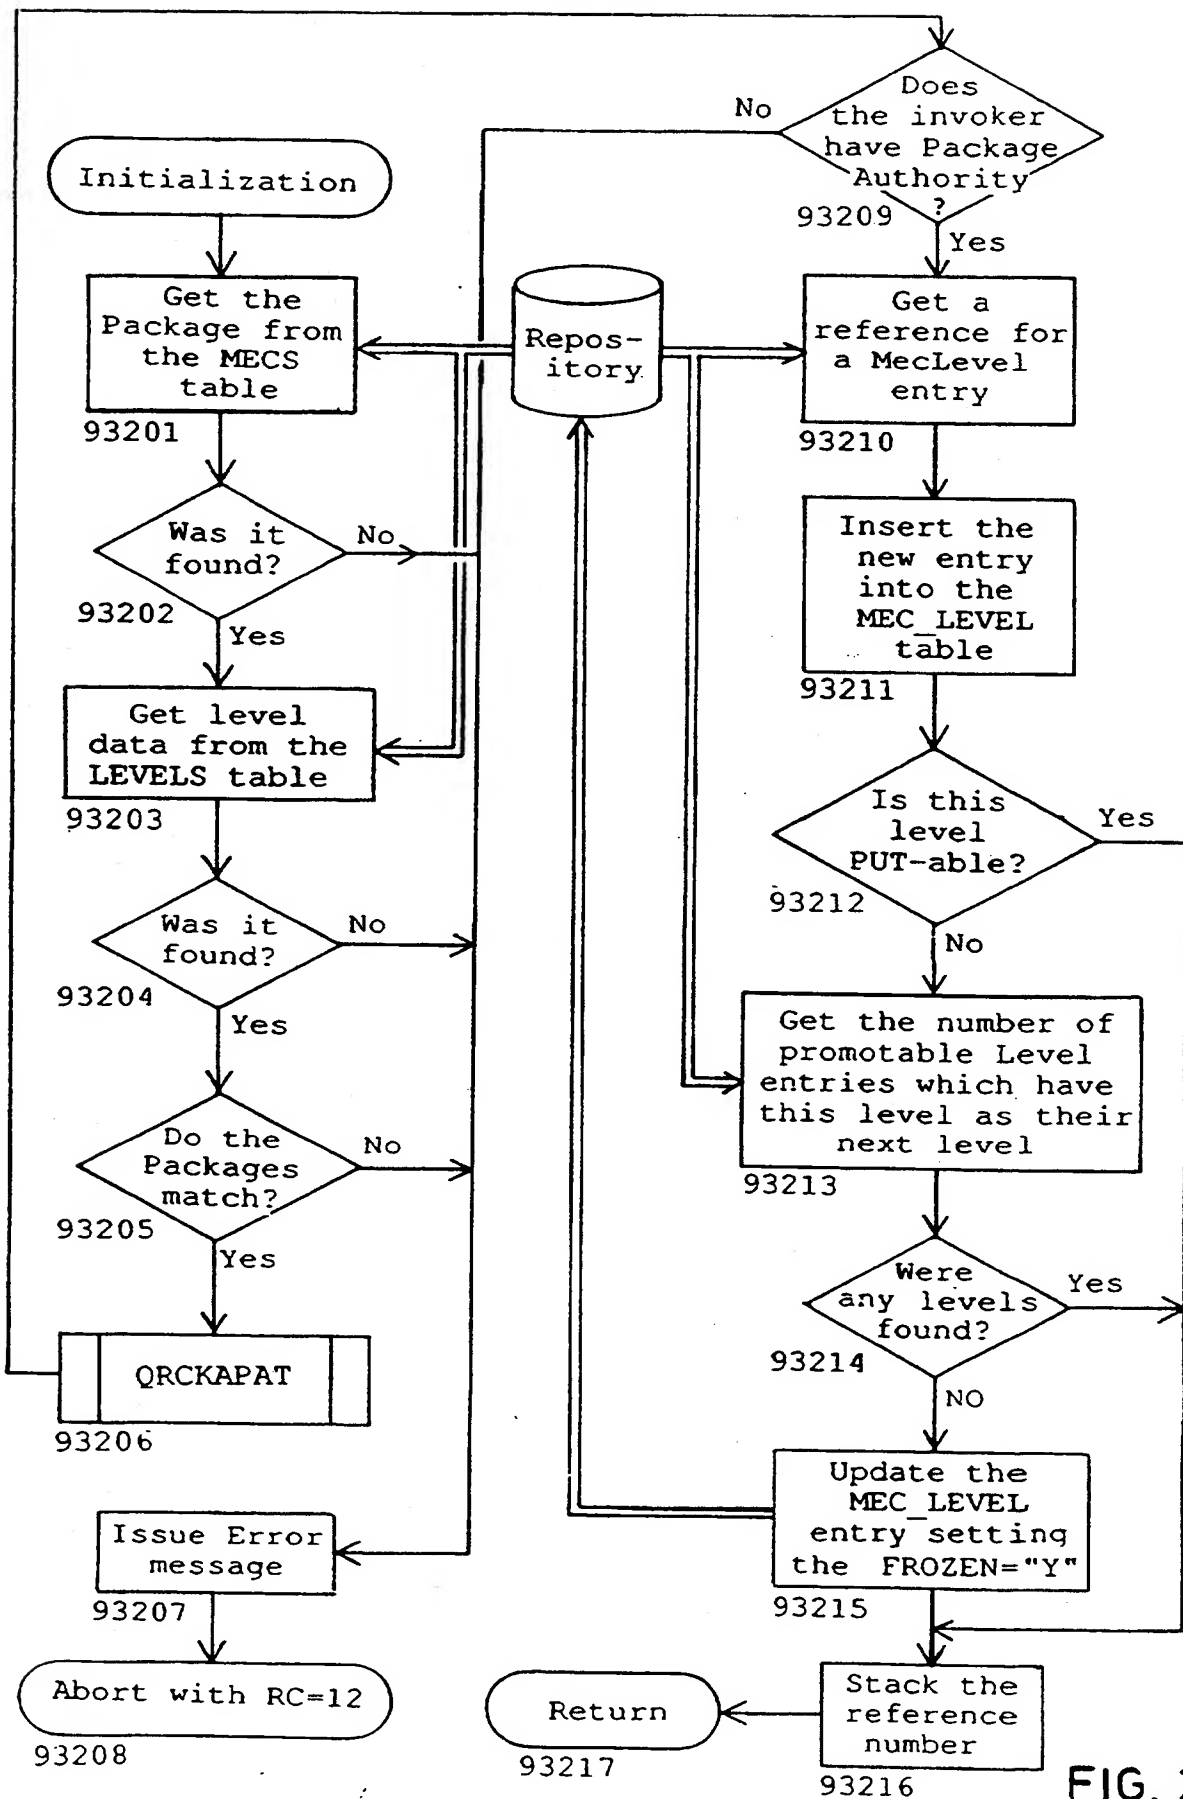 Initialization
Get the
Package from
the MECS
table
93201
Was it
found?
No
93202
Yes
Get level
data from the
LEVELS table
93203
Was it
found?
No
93204
Yes
Do the
Packages
match?
No
93205
Yes
QRCKAPAT
93206
Issue Error
message
93207
Abort with RC=12
93208
Repos-
itory
No
Does
the invoker
have Package
Authority
?
93209
Yes
Get a
reference for
a MecLevel
entry
93210
Insert the
new entry
into the
MEC_LEVEL
table
93211
Is this
level
PUT-able?
Yes
93212
No
Get the number of
promotable Level
entries which have
this level as their
next level
93213
Were
any levels
found?
Yes
93214
NO
Update the
MEC_LEVEL
entry setting
the FROZEN="Y"
93215
Stack the
reference
number
93216
Return
93217
FIG.